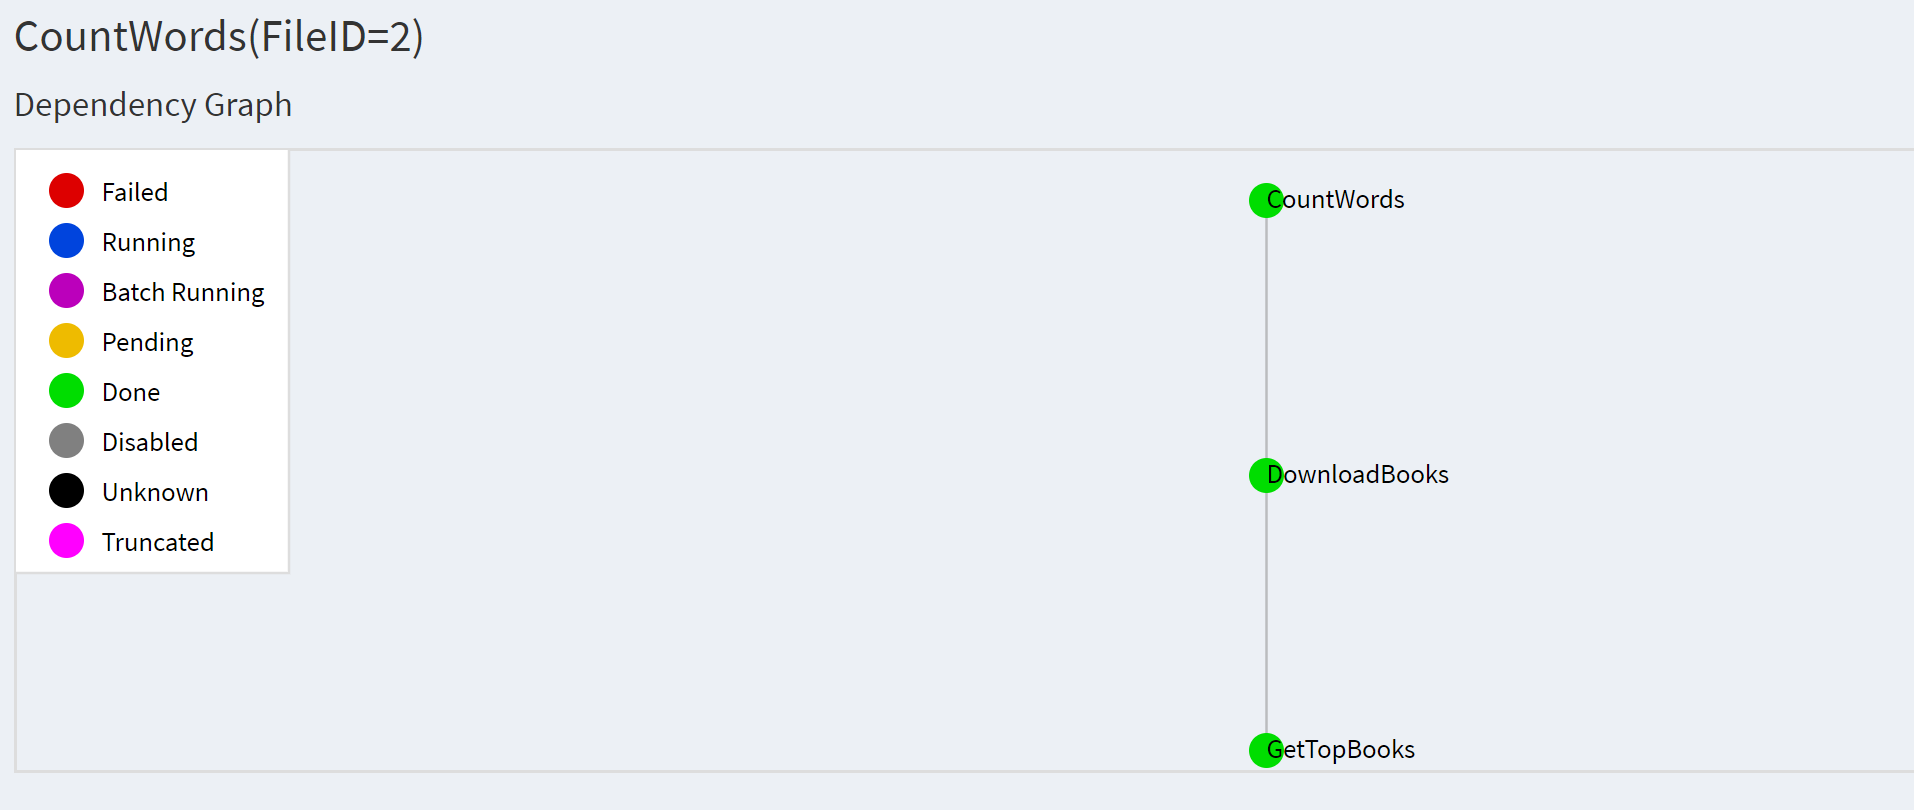 CountWords(FileID=2)
Dependency Graph
Failed
Running
Batch Running
Pending
Done
Disabled
Unknown
Truncated
CountWords
DownloadBooks
GetTopBooks